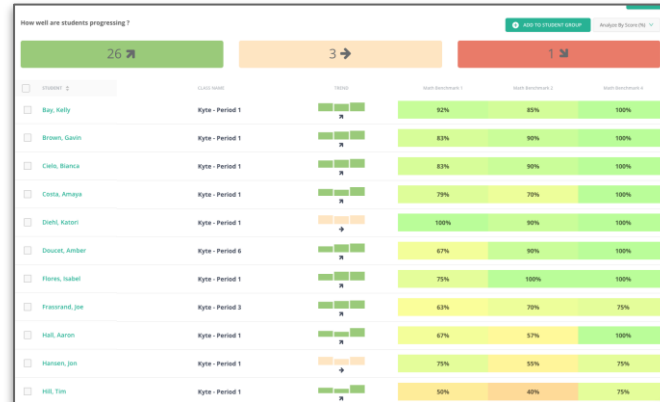 How well are students progressing ?
ADD TO STUDENT GROUP
Analyze By Score (%)
26
3
1
STUDENT CLASS NAME TREND Math Benchmark 1 Math Benchmark 2 Math Benchmark 4
Bay, Kelly Kyte - Period 1 92% 85% 100%
Brown, Gavin Kyte - Period 1 83% 90% 100%
Cielo, Bianca Kyte - Period 1 83% 90% 100%
Costa, Amaya Kyte - Period 1 79% 70% 100%
Diehl, Katori Kyte - Period 1 100% 90% 100%
Doucet, Amber Kyte - Period 6 67% 90% 100%
Flores, Isabel Kyte - Period 1 75% 100% 100%
Frassrand, Joe Kyte - Period 3 63% 70% 75%
Hall, Aaron Kyte - Period 1 67% 57% 100%
Hansen, Jon Kyte - Period 1 75% 55% 75%
Hill, Tim Kyte - Period 1 50% 40% 75%